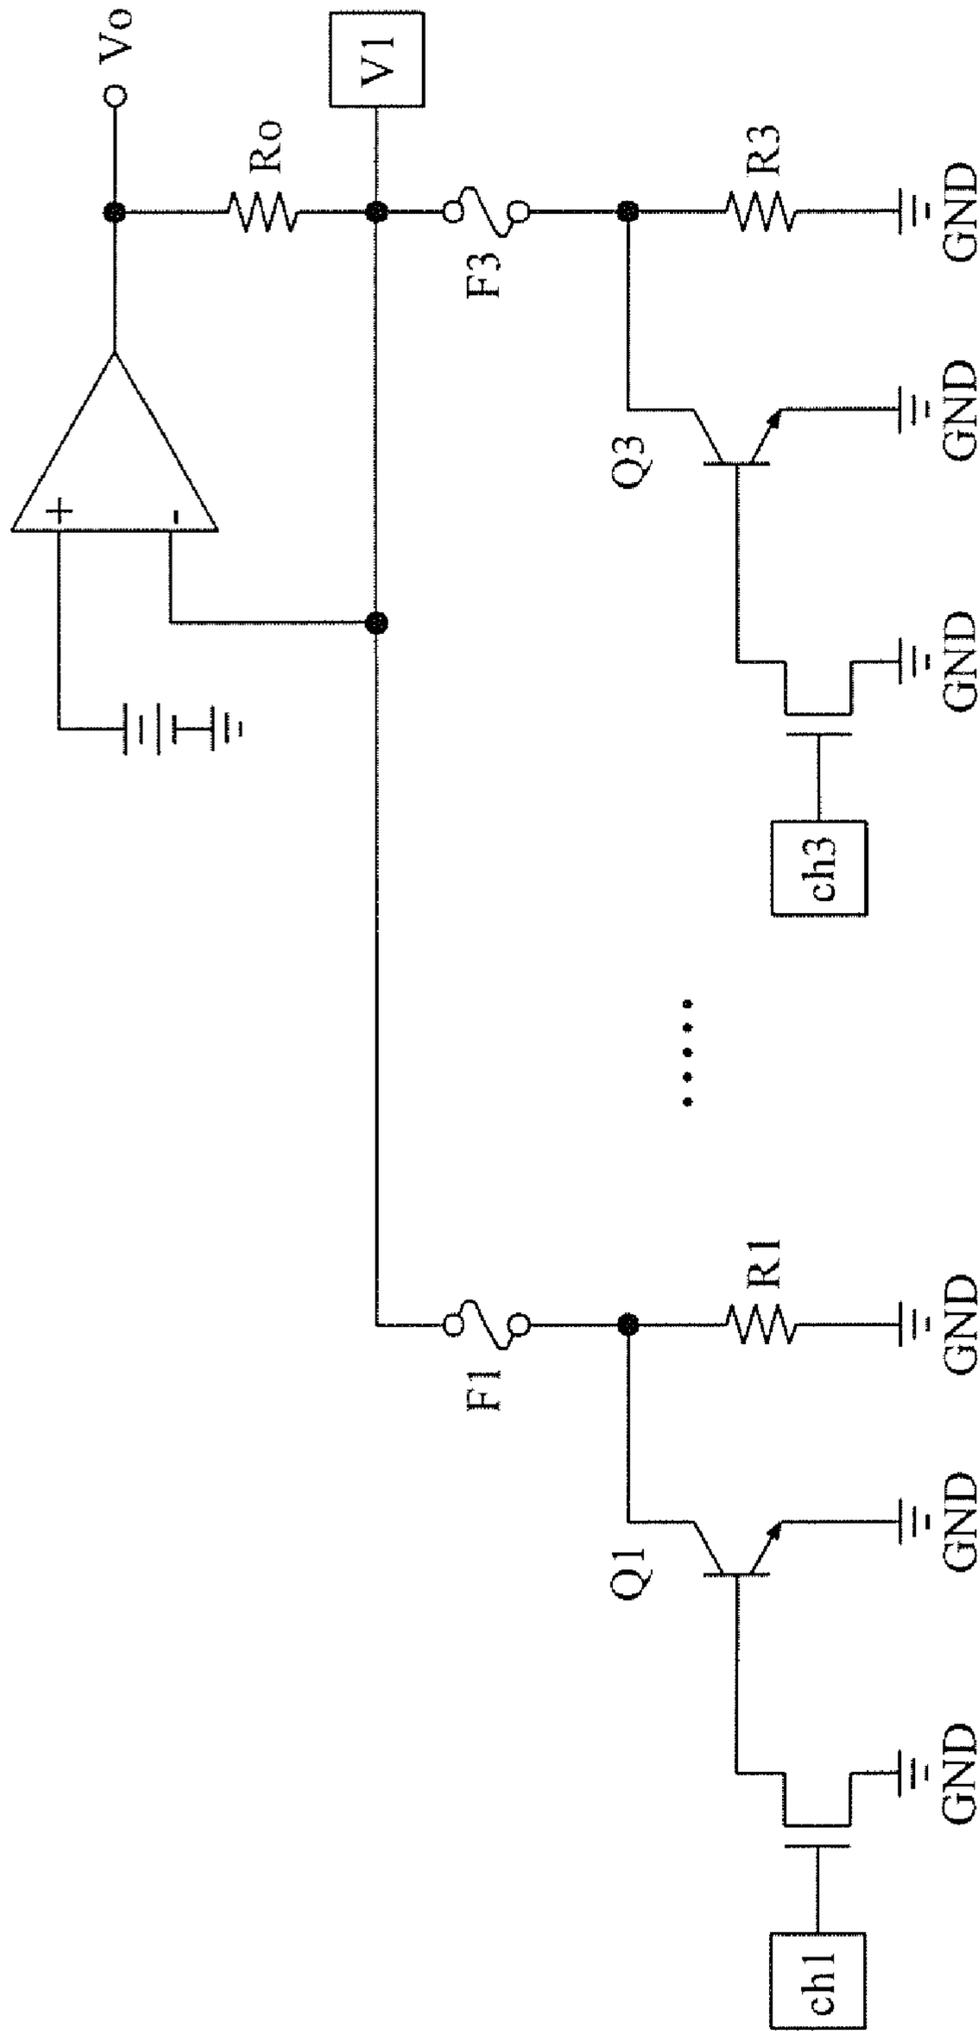 Vo
+
-
Ro
V1
F3
R3
Q3
GND
GND
GND
ch3
F1
R1
Q1
GND
GND
GND
ch1